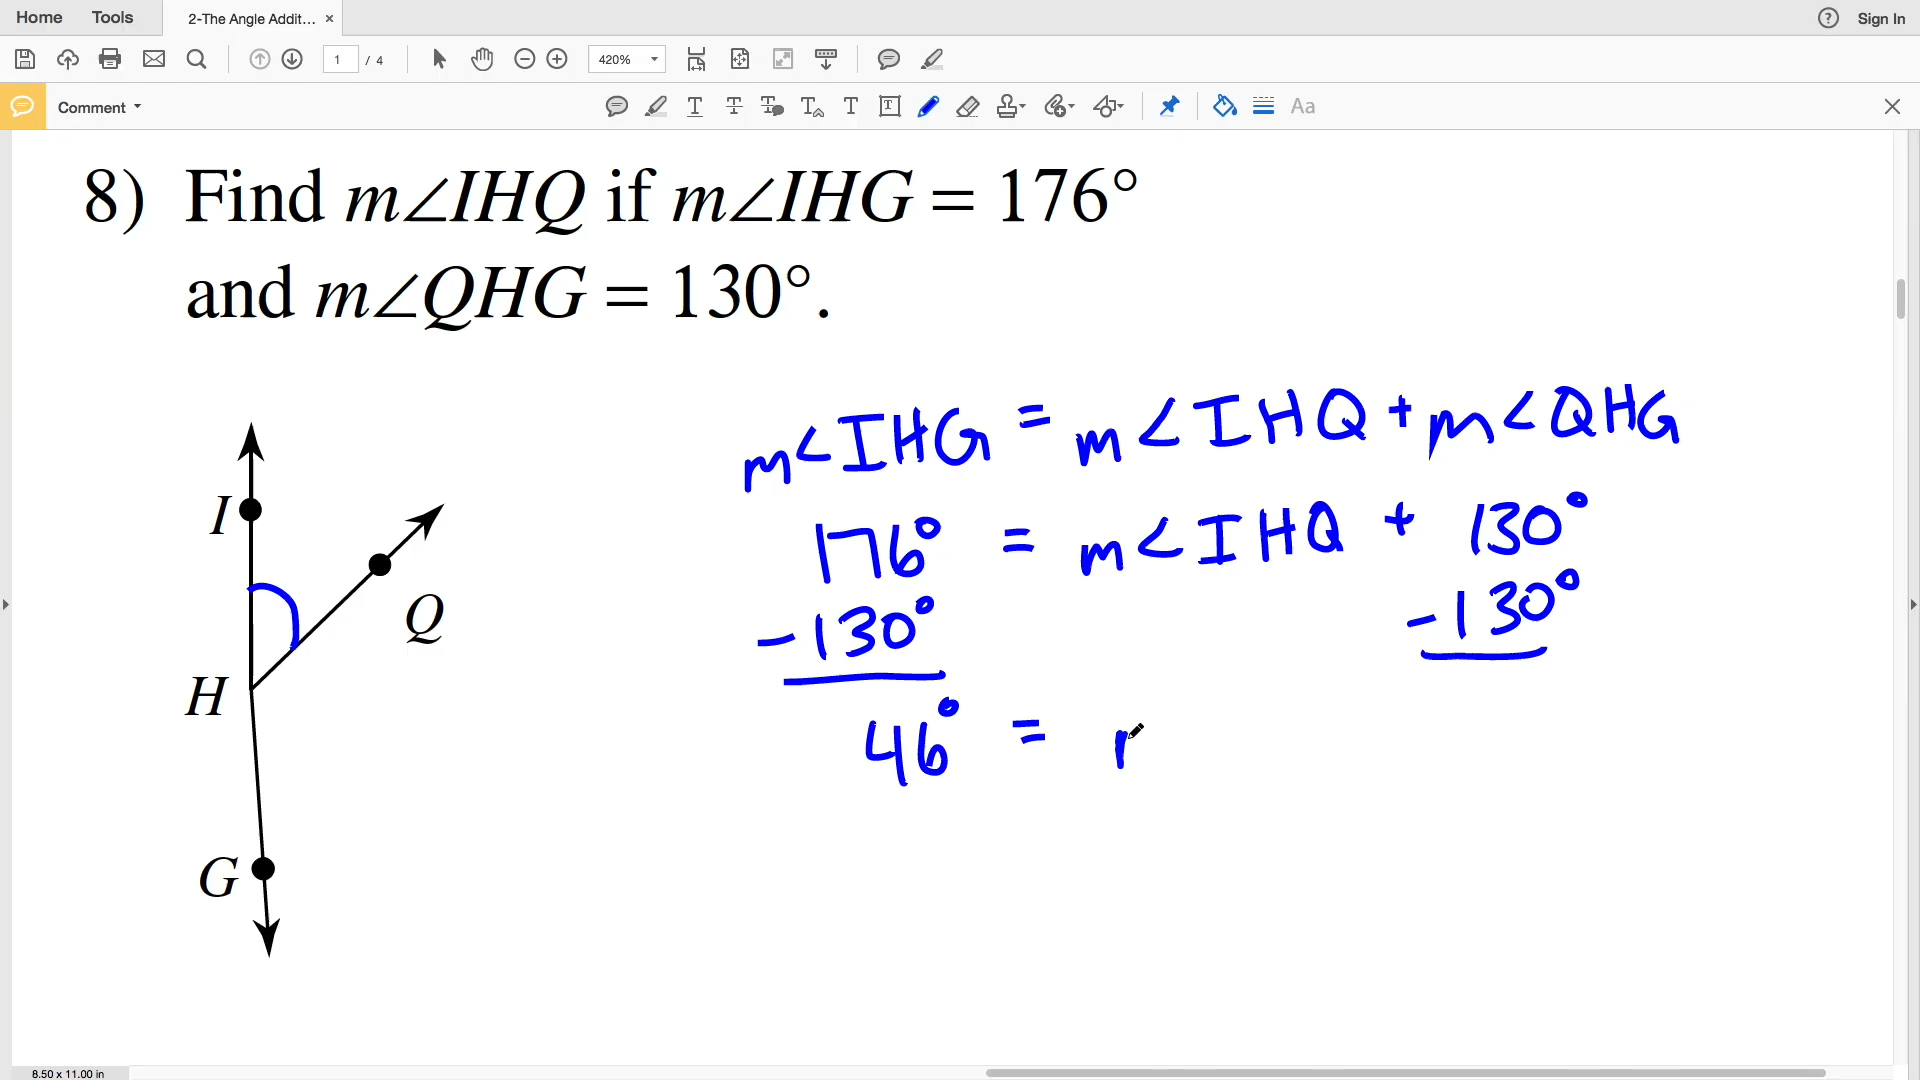 Home Tools 2-The Angle Addit... × ? Sign In
1 / 4 420%
Comment T T T T T T Aa
8) Find m∠IHQ if m∠IHG = 176°
and m∠QHG = 130°.
m<IHG = m<IHQ + m<QHG
176° = m<IHQ + 130°
-130° -130°
46° =
I
Q
H
G
8.50 x 11.00 in